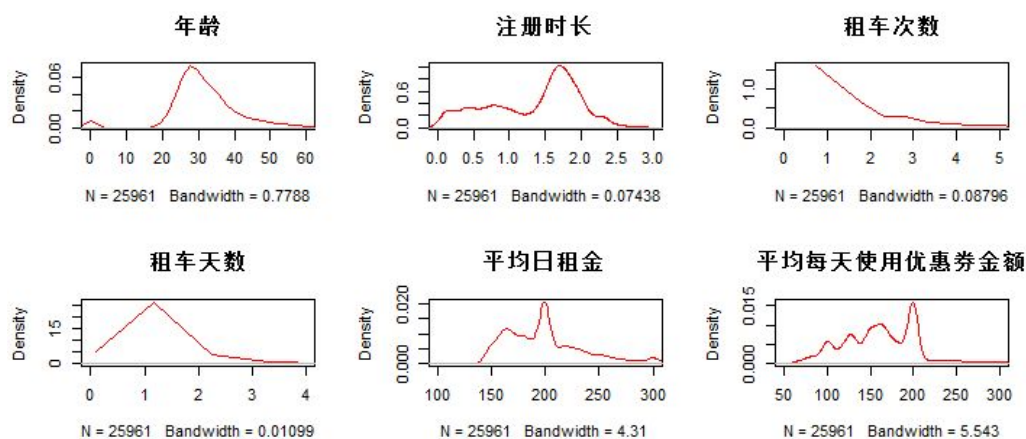 年龄
注册时长
租车次数
Density
0.00
0.06
0 10 20 30 40 50 60
N = 25961 Bandwidth = 0.7788
Density
0.0
0.6
0.0 0.5 1.0 1.5 2.0 2.5 3.0
N = 25961 Bandwidth = 0.07438
Density
0.0
1.0
0 1 2 3 4 5
N = 25961 Bandwidth = 0.08796
租车天数
平均日租金
平均每天使用优惠券金额
Density
0
15
0 1 2 3 4
N = 25961 Bandwidth = 0.01099
Density
0.000
0.020
100 150 200 250 300
N = 25961 Bandwidth = 4.31
Density
0.000
0.015
50 100 150 200 250 300
N = 25961 Bandwidth = 5.543